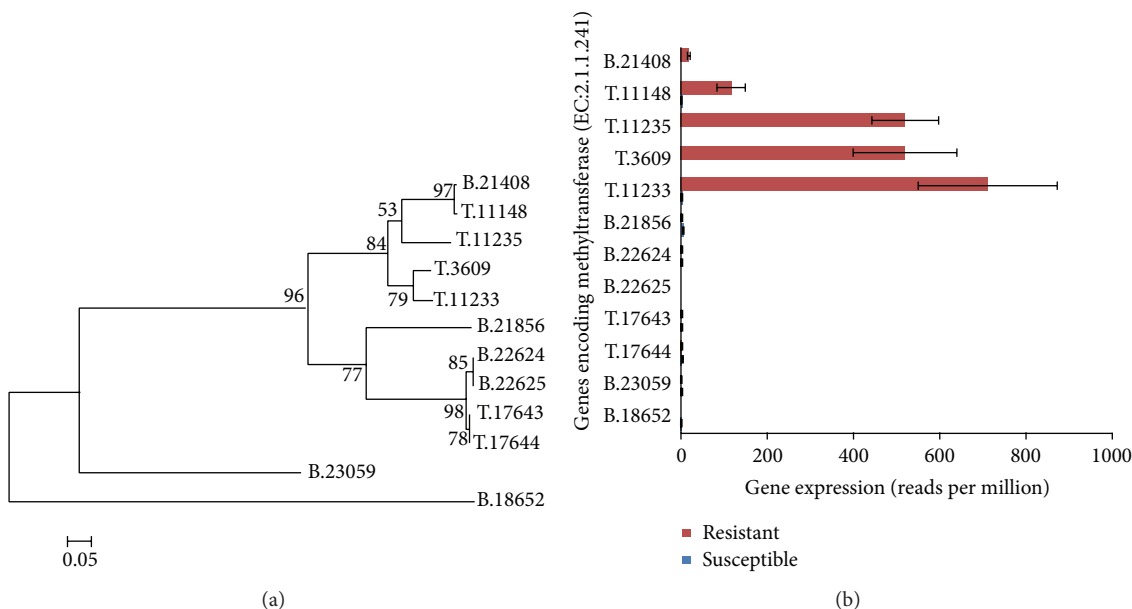 B.21408
T.11148
T.11235
T.3609
T.11233
B.21856
B.22624
B.22625
T.17643
T.17644
B.23059
B.18652
97
53
84
79
96
77
85
98
78
0.05
(a)
Genes encoding methyltransferase (EC:2.1.1.241)
B.21408
T.11148
T.11235
T.3609
T.11233
B.21856
B.22624
B.22625
T.17643
T.17644
B.23059
B.18652
0 200 400 600 800 1000
Gene expression (reads per million)
Resistant
Susceptible
(b)